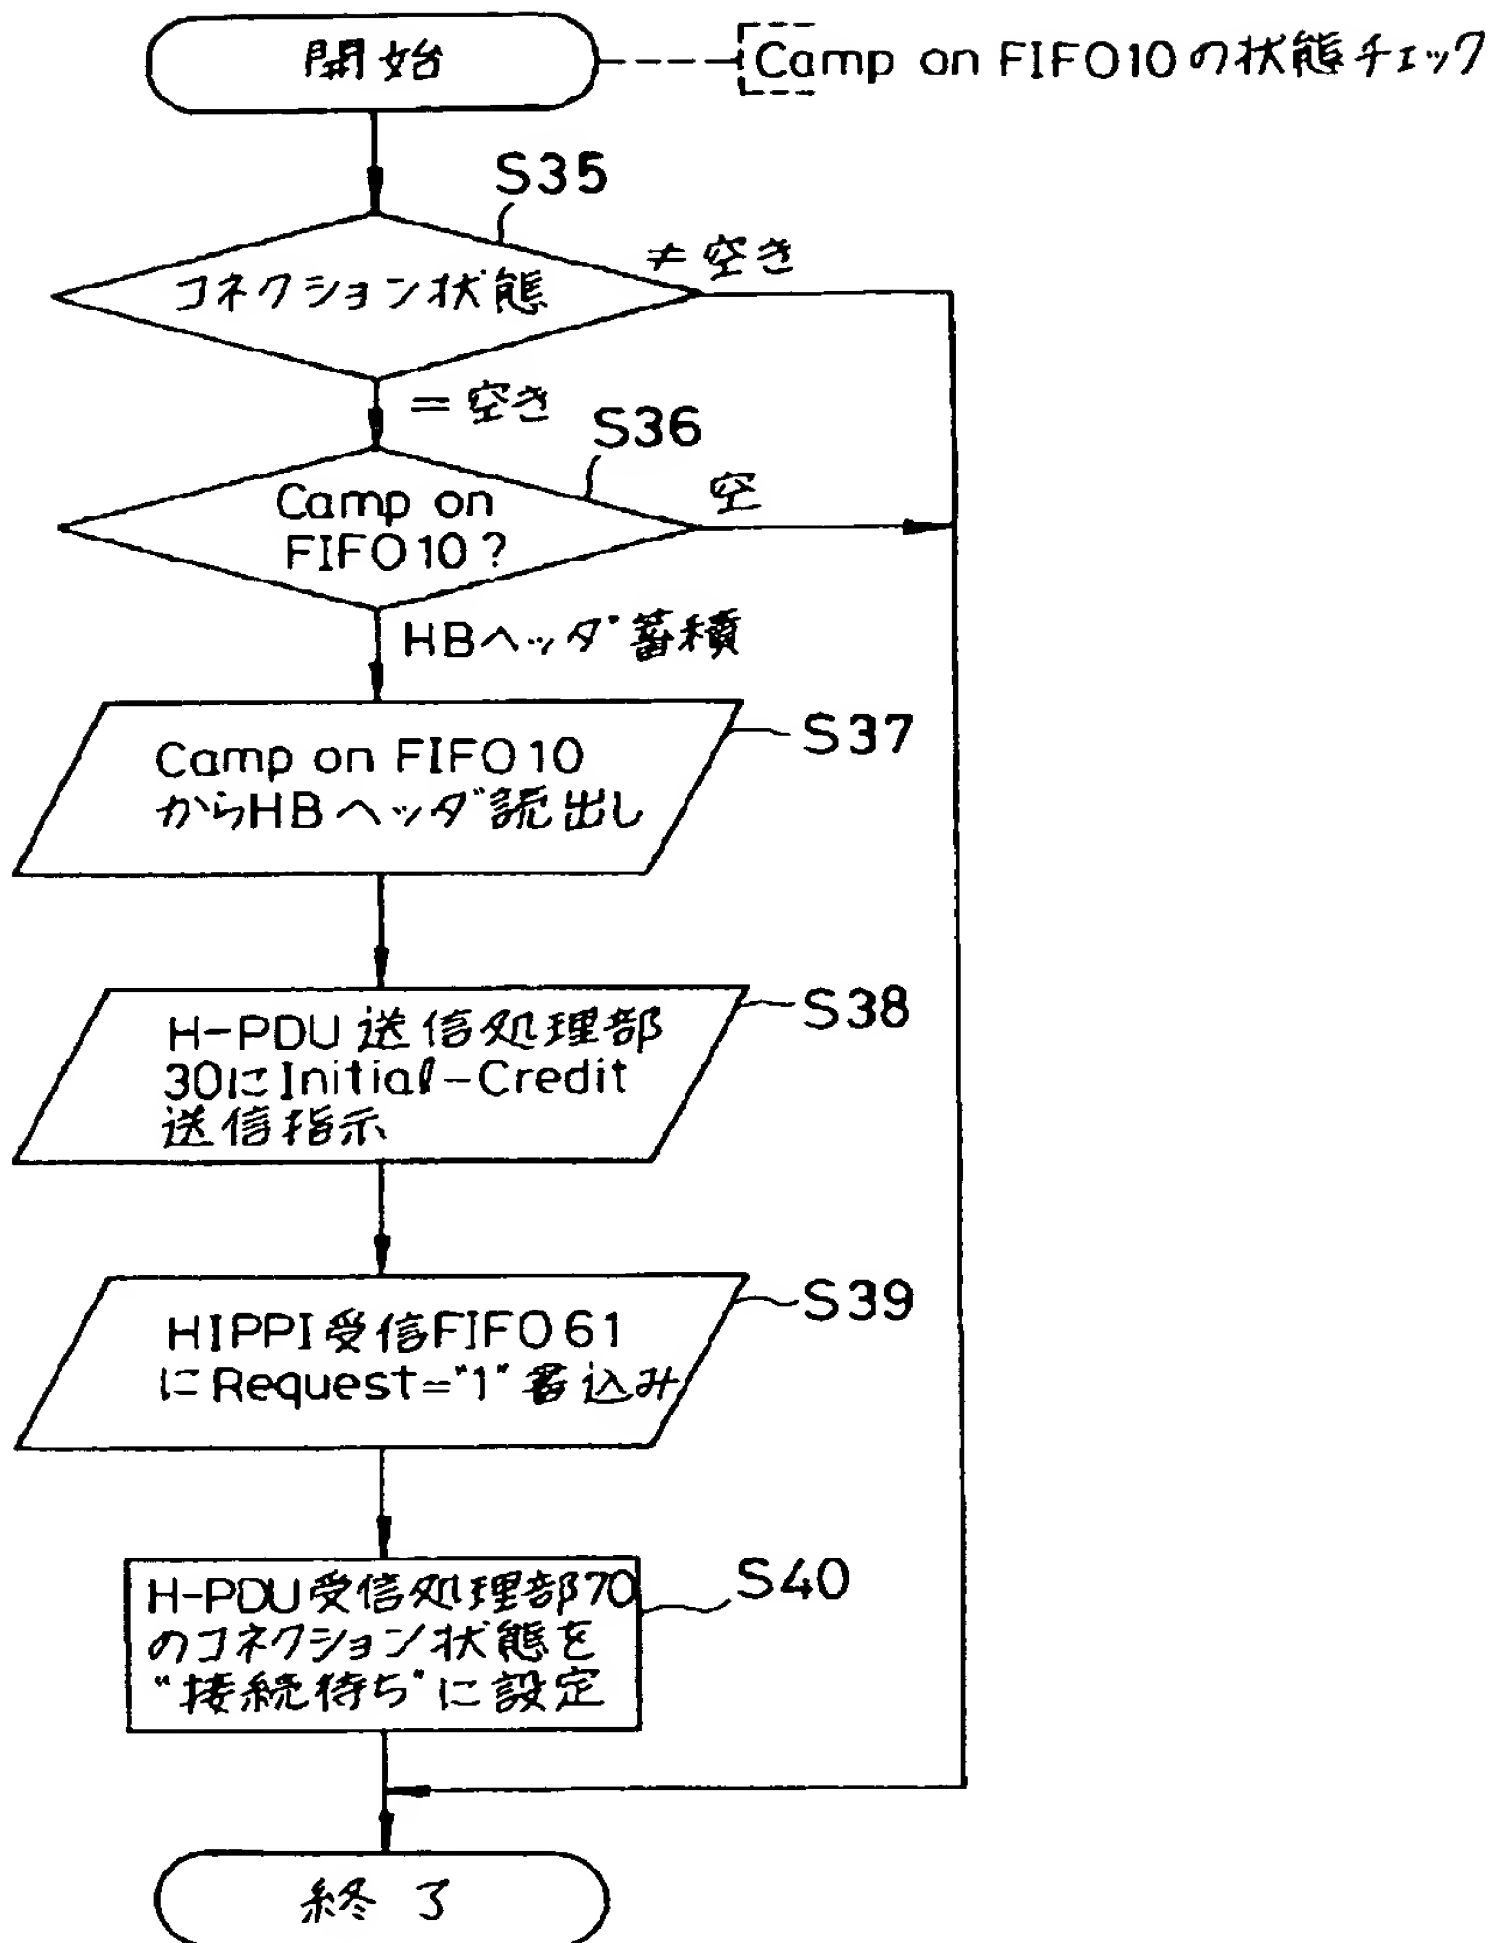 開始
Camp on FIFO10の状態チェック
S35
コネクション状態
≠空き
=空き
S36
Camp on
FIFO10?
空
HBヘッダ蓄積
S37
Camp on FIFO10
からHBヘッダ読出し
S38
H-PDU送信処理部
30にInitial-Credit
送信指示
S39
HIPPI受信FIFO61
にRequest="1"書込み
S40
H-PDU受信処理部70
のコネクション状態を
"接続待ち"に設定
終了